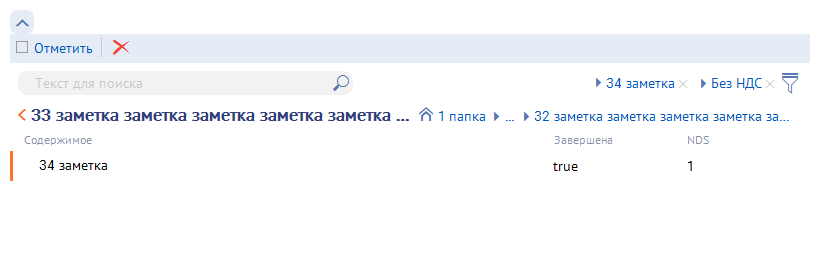 Отметить
Текст для поиска 34 заметка Без НДС
33 заметка заметка заметка заметка заметка ... 1 папка ... 32 заметка заметка заметка заметка за...
Содержимое Завершена NDS
34 заметка true 1